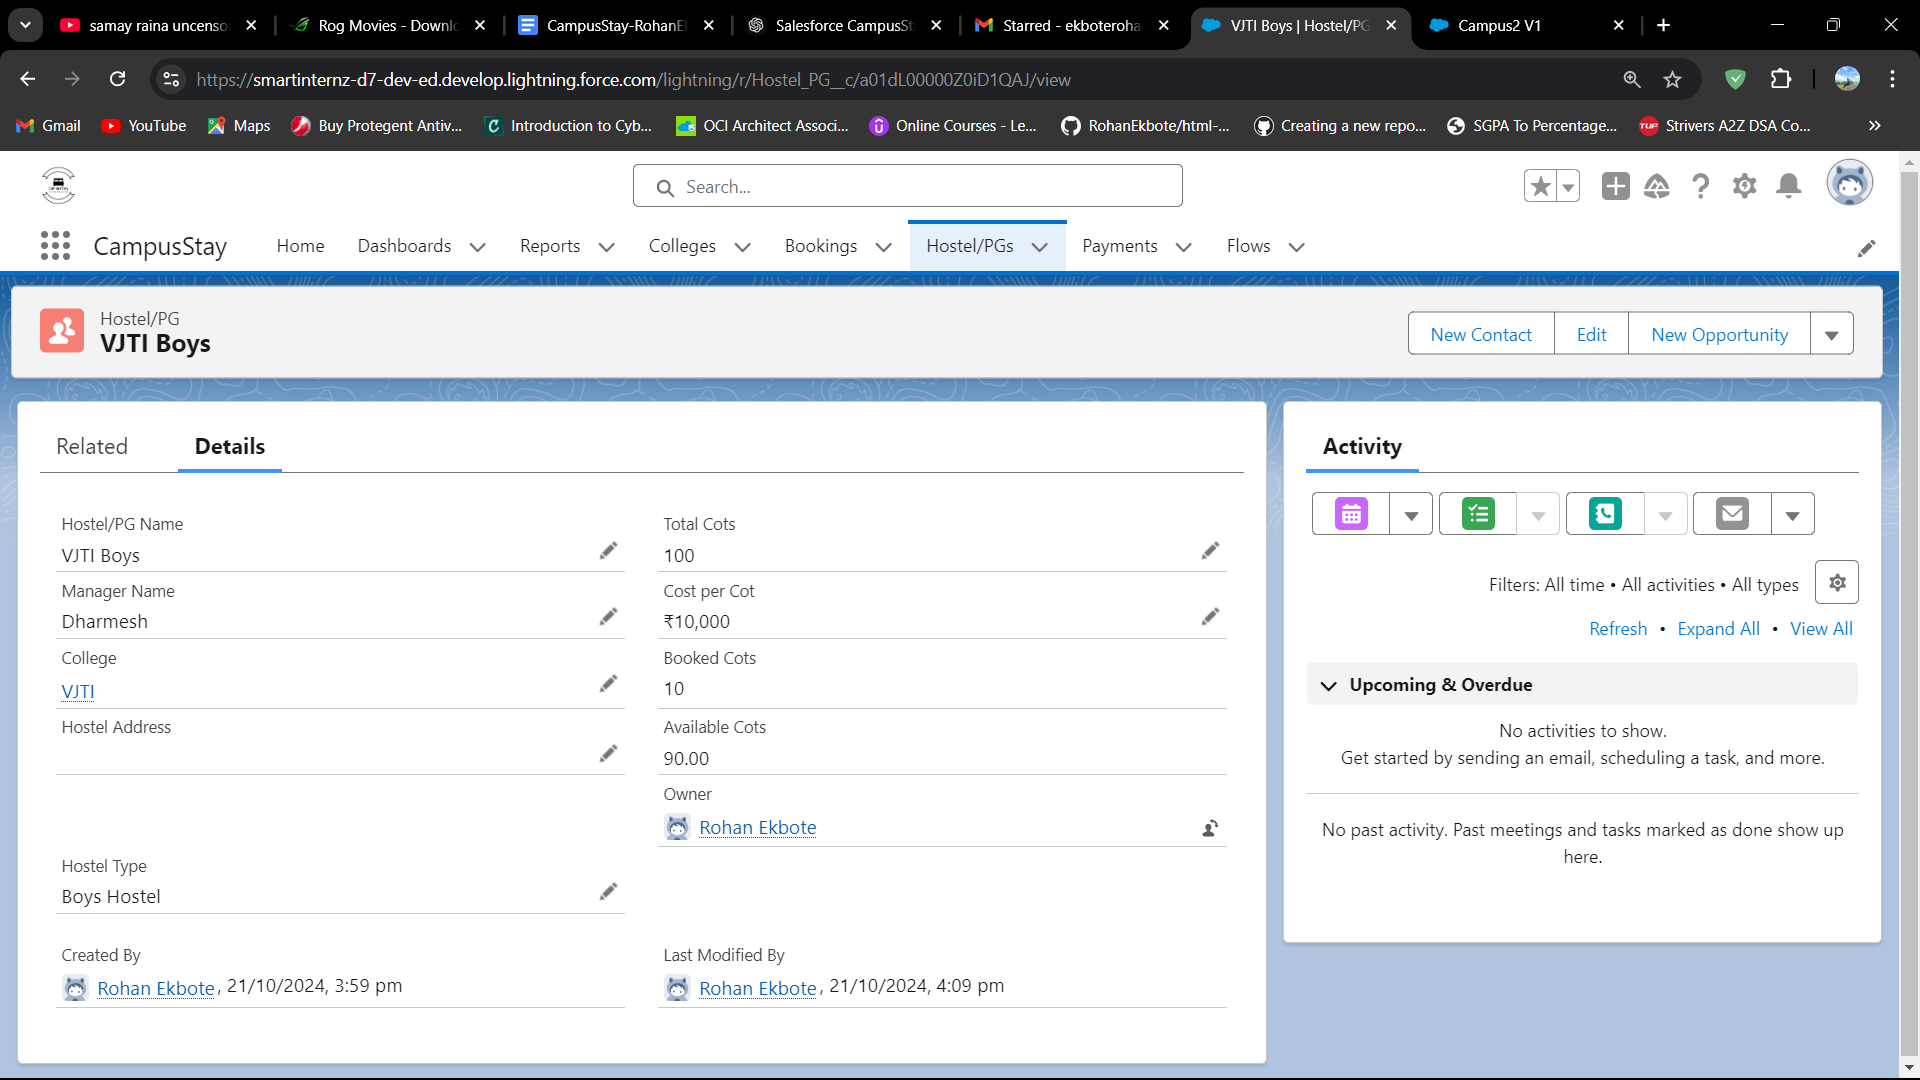 samay raina uncenso
Rog Movies - Downlo
CampusStay-RohanEk
Salesforce CampusSt
Starred - ekboteroha
VJTI Boys | Hostel/PG
Campus2 V1
https://smartinternz-d7-dev-ed.develop.lightning.force.com/lightning/r/Hostel_PG__c/a01dL00000Z0iD1QAJ/view
Gmail
YouTube
Maps
Buy Protegent Antiv...
Introduction to Cyb...
OCI Architect Associ...
Online Courses - Le...
RohanEkbote/html-...
Creating a new repo...
SGPA To Percentage...
TUF
Strivers A2Z DSA Co...
Search...
CampusStay
Home
Dashboards
Reports
Colleges
Bookings
Hostel/PGs
Payments
Flows
Hostel/PG
VJTI Boys
New Contact
Edit
New Opportunity
Related
Details
Hostel/PG Name
VJTI Boys
Manager Name
Dharmesh
College
VJTI
Hostel Address
Hostel Type
Boys Hostel
Created By
Rohan Ekbote, 21/10/2024, 3:59 pm
Total Cots
100
Cost per Cot
₹10,000
Booked Cots
10
Available Cots
90.00
Owner
Rohan Ekbote
Last Modified By
Rohan Ekbote, 21/10/2024, 4:09 pm
Activity
Filters: All time • All activities • All types
Refresh • Expand All • View All
Upcoming & Overdue
No activities to show.
Get started by sending an email, scheduling a task, and more.
No past activity. Past meetings and tasks marked as done show up
here.